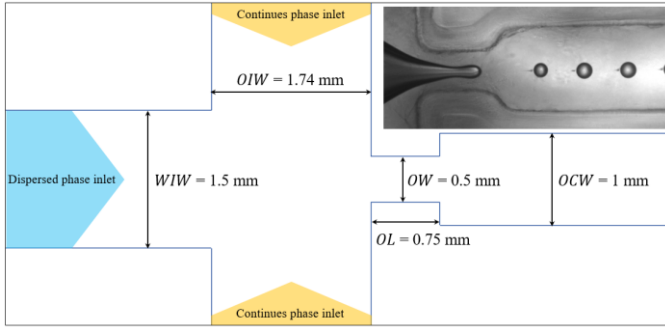 Continues phase inlet
OIW = 1.74 mm
Dispersed phase inlet
WIW = 1.5 mm
OW = 0.5 mm
OCW = 1 mm
OL = 0.75 mm
Continues phase inlet